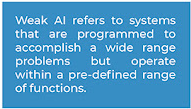 Weak AI refers to systems
that are programmed to
accomplish a wide range
problems but operate
within a pre-defined range
of functions.